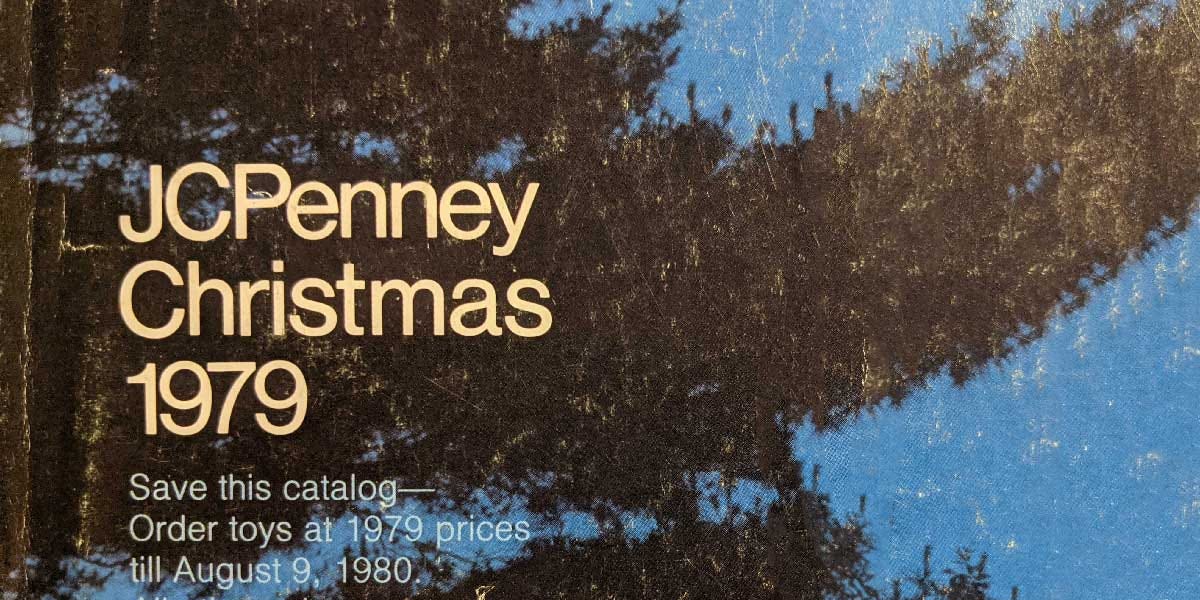 JCPenney
Christmas
1979
Save this catalog—
Order toys at 1979 prices
till August 9, 1980.